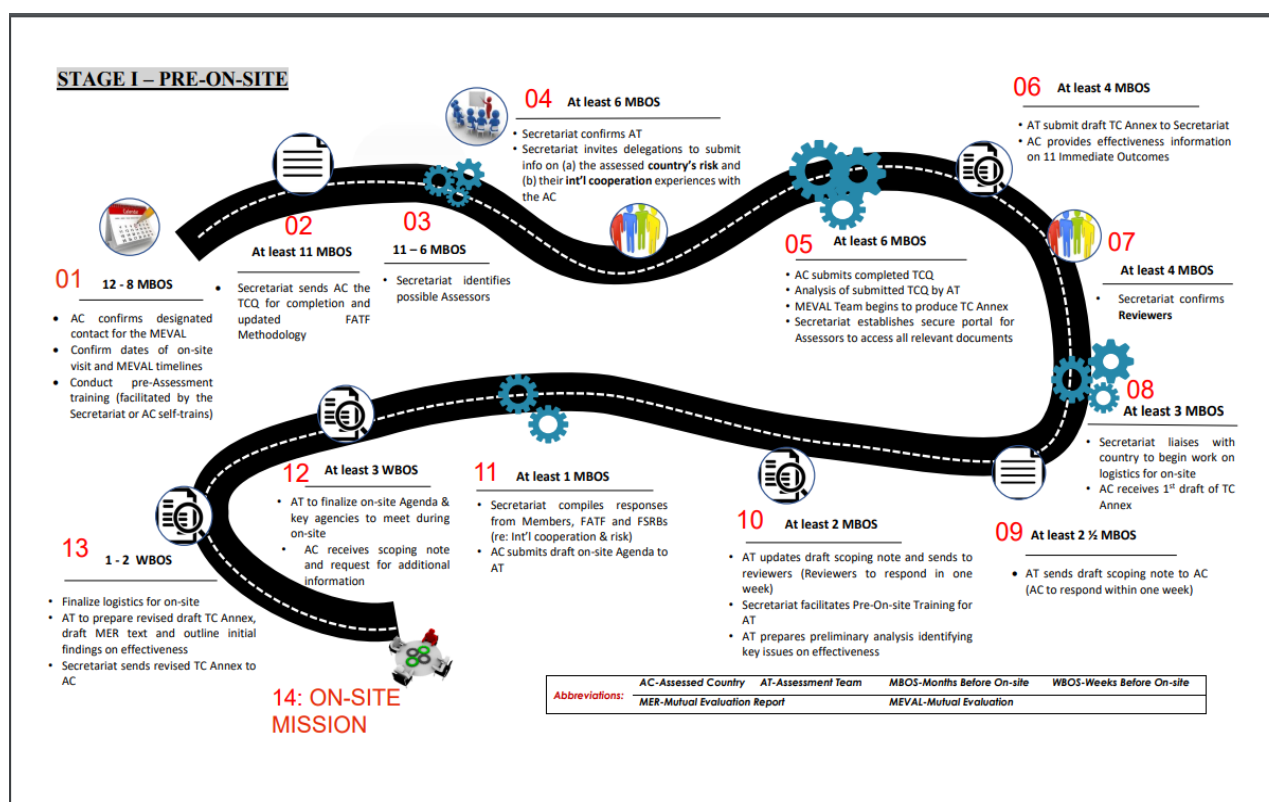 STAGE I – PRE-ON-SITE
01
12 - 8 MBOS
• AC confirms designated
contact for the MEVAL
• Confirm dates of on-site
visit and MEVAL timelines
• Conduct pre-Assessment
training (facilitated by the
Secretariat or AC self-trains)
02
At least 11 MBOS
• Secretariat sends AC the
TCQ for completion and
updated FATF
Methodology
03
11 – 6 MBOS
• Secretariat identifies
possible Assessors
04
At least 6 MBOS
• Secretariat confirms AT
• Secretariat invites delegations to submit
info on (a) the assessed country's risk and
(b) their int'l cooperation experiences with
the AC
05
At least 6 MBOS
• AC submits completed TCQ
• Analysis of submitted TCQ by AT
• MEVAL Team begins to produce TC Annex
• Secretariat establishes secure portal for
Assessors to access all relevant documents
06
At least 4 MBOS
• AT submit draft TC Annex to Secretariat
• AC provides effectiveness information
on 11 Immediate Outcomes
07
At least 4 MBOS
• Secretariat confirms
Reviewers
08
At least 3 MBOS
• Secretariat liaises with
country to begin work on
logistics for on-site
• AC receives 1st draft of TC
Annex
09
At least 2 ½ MBOS
• AT sends draft scoping note to AC
(AC to respond within one week)
10
At least 2 MBOS
• AT updates draft scoping note and sends to
reviewers (Reviewers to respond in one
week)
• Secretariat facilitates Pre-On-site Training for
AT
• AT prepares preliminary analysis identifying
key issues on effectiveness
11
At least 1 MBOS
• Secretariat compiles responses
from Members, FATF and FSRBs
(re: Int'l cooperation & risk)
• AC submits draft on-site Agenda to
AT
12
At least 3 WBOS
• AT to finalize on-site Agenda &
key agencies to meet during
on-site
• AC receives scoping note
and request for additional
information
13
1 - 2 WBOS
• Finalize logistics for on-site
• AT to prepare revised draft TC Annex,
draft MER text and outline initial
findings on effectiveness
• Secretariat sends revised TC Annex to
AC
14: ON-SITE
MISSION
Abbreviations:
AC-Assessed Country AT-Assessment Team MBOS-Months Before On-site WBOS-Weeks Before On-site
MER-Mutual Evaluation Report MEVAL-Mutual Evaluation